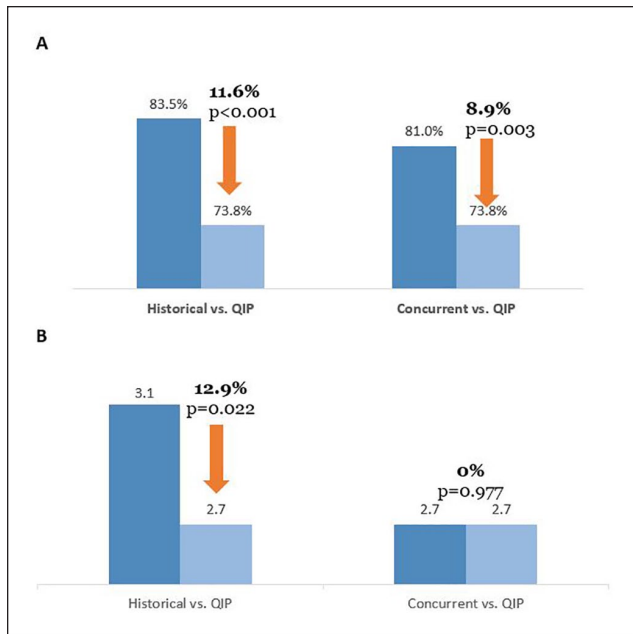 A
11.6%
p<0.001
83.5%
73.8%
8.9%
p=0.003
81.0%
73.8%
Historical vs. QIP
Concurrent vs. QIP
B
12.9%
p=0.022
3.1
2.7
0%
p=0.977
2.7
2.7
Historical vs. QIP
Concurrent vs. QIP